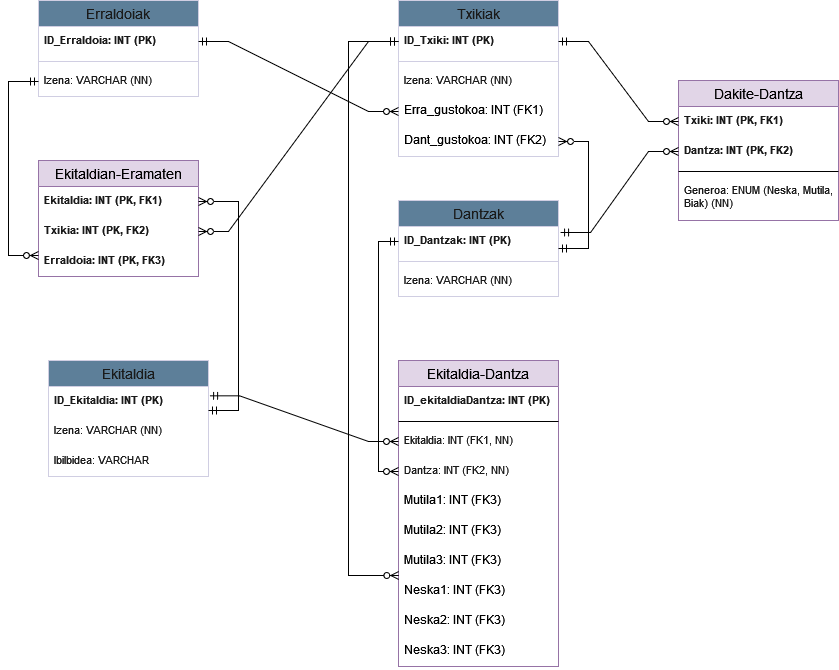 Erraldoiak
ID_Erraldoia: INT (PK)
Izena: VARCHAR (NN)
Txikiak
ID_Txiki: INT (PK)
Izena: VARCHAR (NN)
Erra_gustokoa: INT (FK1)
Dant_gustokoa: INT (FK2)
Dakite-Dantza
Txiki: INT (PK, FK1)
Dantza: INT (PK, FK2)
Generoa: ENUM (Neska, Mutila,
Biak) (NN)
Ekitaldian-Eramaten
Ekitaldia: INT (PK, FK1)
Txikia: INT (PK, FK2)
Erraldoia: INT (PK, FK3)
Dantzak
ID_Dantzak: INT (PK)
Izena: VARCHAR (NN)
Ekitaldia
ID_Ekitaldia: INT (PK)
Izena: VARCHAR (NN)
Ibilbidea: VARCHAR
Ekitaldia-Dantza
ID_ekitaldiaDantza: INT (PK)
Ekitaldia: INT (FK1, NN)
Dantza: INT (FK2, NN)
Mutila1: INT (FK3)
Mutila2: INT (FK3)
Mutila3: INT (FK3)
Neska1: INT (FK3)
Neska2: INT (FK3)
Neska3: INT (FK3)